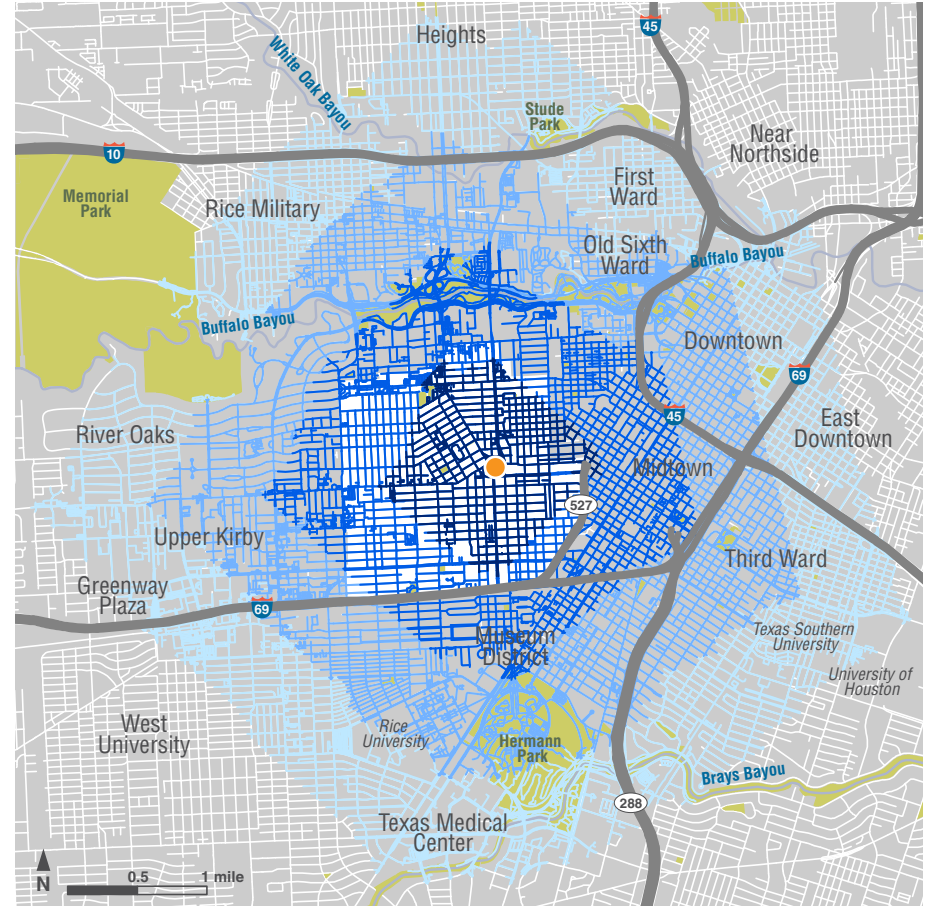 Heights
45
White Oak Bayou
Stude
Park
Near
Northside
10
First
Ward
Memorial
Park
Rice Military
Old Sixth
Ward
Buffalo Bayou
Buffalo Bayou
Downtown
69
45
River Oaks
East
Downtown
Midtown
527
Upper Kirby
Third Ward
Greenway
Plaza
69
Museum
District
Texas Southern
University
University of
Houston
West
University
Rice
University
Hermann
Park
Brays Bayou
288
Texas Medical
Center
N
0.5
1 mile